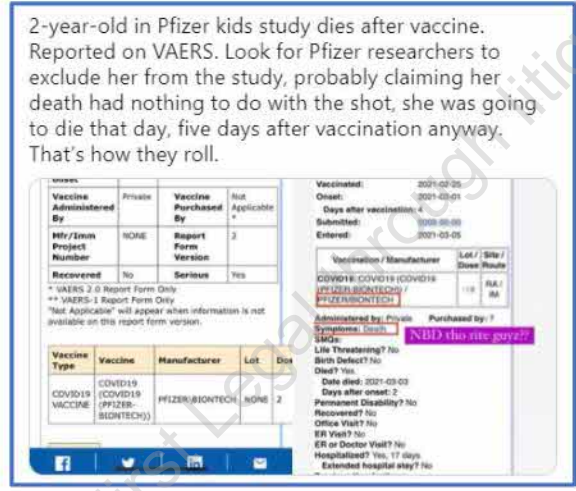 2-year-old in Pfizer kids study dies after vaccine.
Reported on VAERS. Look for Pfizer researchers to
exclude her from the study, probably claiming her
death had nothing to do with the shot, she was going
to die that day, five days after vaccination anyway.
That's how they roll.
Onset
Vaccine Administered By
Private
Vaccine Purchased By
Not Applicable *
Mfr/Imm Project Number
NONE
Report Form Version
2
Recovered
No
Serious
Yes
* VAERS 2.0 Report Form Only
** VAERS-1 Report Form Only
"Not Applicable" will appear when information is not
available on this report form version.
Vaccine Type
Vaccine
Manufacturer
Lot
Dos
COVID19 VACCINE
COVID19 (COVID19 (PFIZER-BIONTECH))
PFIZER\BIONTECH
NONE
2
Vaccinated: 2021-02-25
Onset: 2021-03-01
Days after vaccination: 4
Submitted: 0000-00-00
Entered: 2021-03-05
Vaccination / Manufacturer
Lot / Dose
Site / Route
COVID19: COVID19 (COVID19
(PFIZER-BIONTECH)) /
PFIZER/BIONTECH
RA /
IM
Administered by: Private Purchased by: ?
Symptoms: Death
NBD tho rite guyz??
SMQs:
Life Threatening? No
Birth Defect? No
Died? Yes
Date died: 2021-03-03
Days after onset: 2
Permanent Disability? No
Recovered? No
Office Visit? No
ER Visit? No
ER or Doctor Visit? No
Hospitalized? Yes, 17 days
Extended hospital stay? No